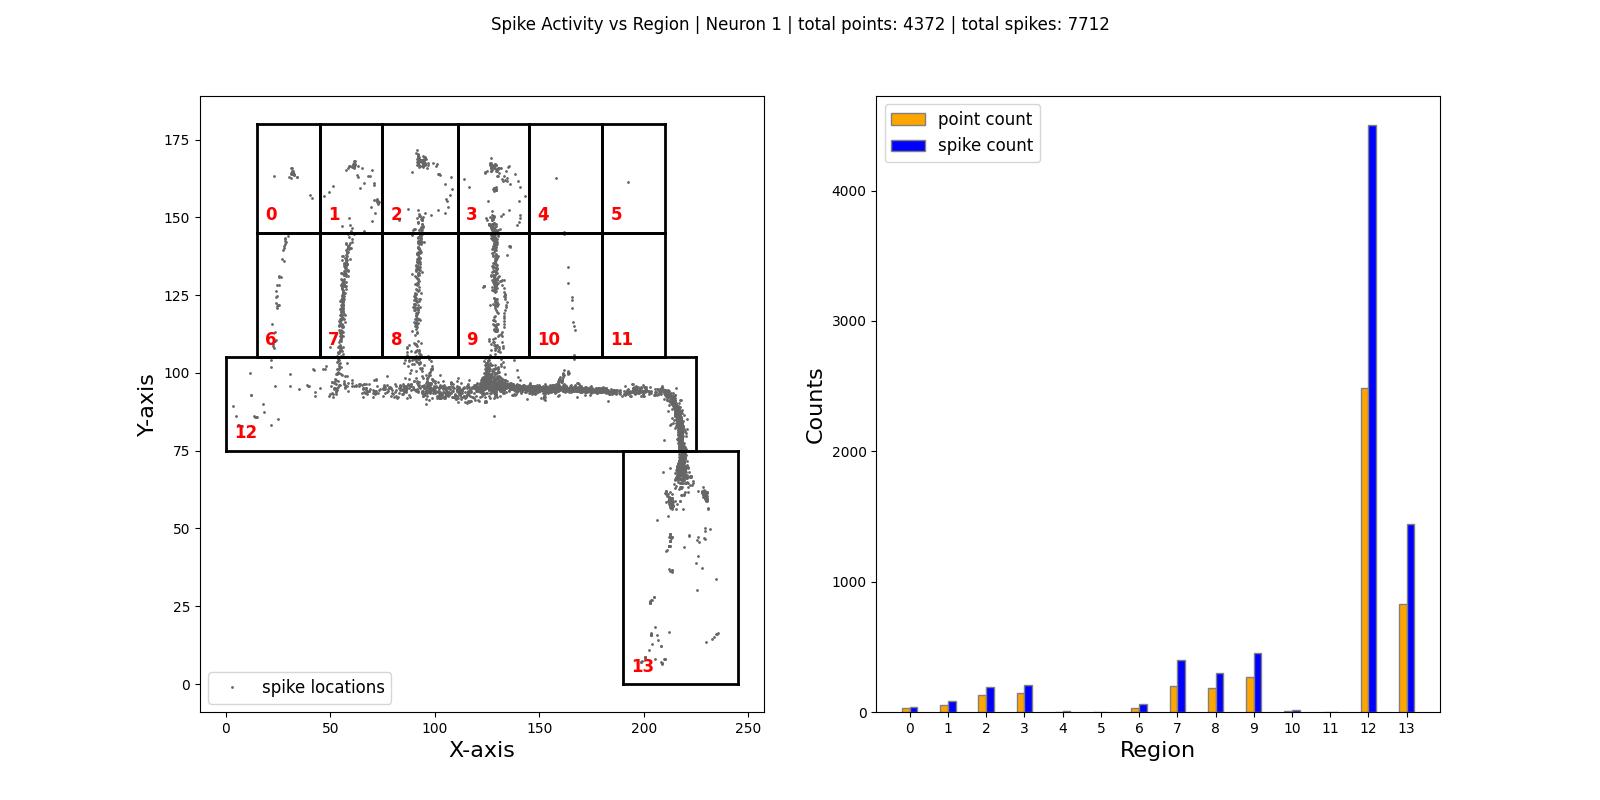 Spike Activity vs Region | Neuron 1 | total points: 4372 | total spikes: 7712
175
150
125
100
75
50
25
0
Y-axis
0 1 2 3 4 5
6 7 8 9 10 11
12
13
spike locations
0 50 100 150 200 250
X-axis
point count
spike count
4000
3000
2000
1000
0
Counts
0 1 2 3 4 5 6 7 8 9 10 11 12 13
Region